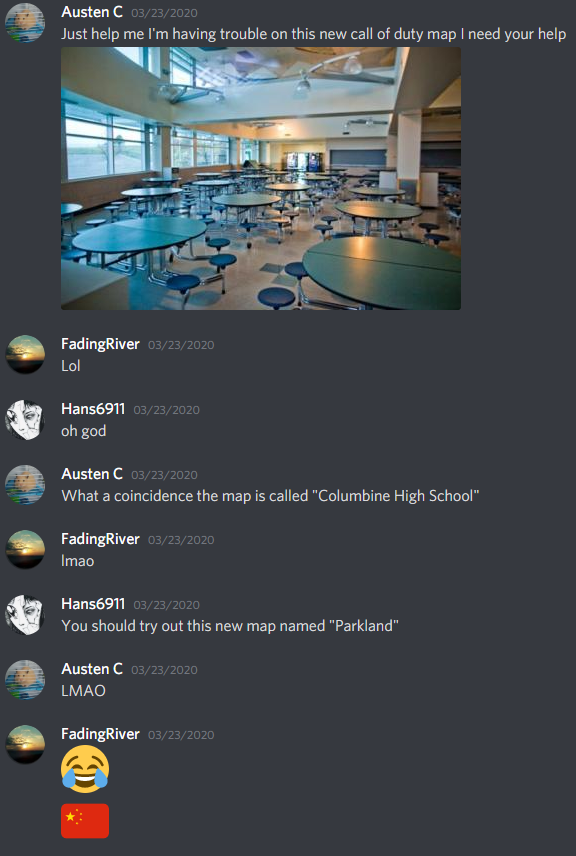 Austen C 03/23/2020
Just help me I'm having trouble on this new call of duty map I need your help
FadingRiver 03/23/2020
Lol
Hans6911 03/23/2020
oh god
Austen C 03/23/2020
What a coincidence the map is called "Columbine High School"
FadingRiver 03/23/2020
lmao
Hans6911 03/23/2020
You should try out this new map named "Parkland"
Austen C 03/23/2020
LMAO
FadingRiver 03/23/2020